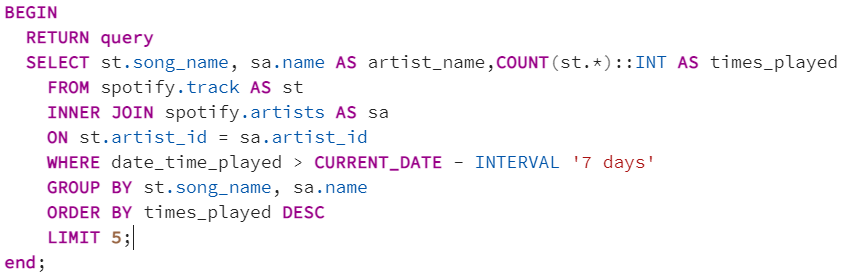 BEGIN
RETURN query
SELECT st.song_name, sa.name AS artist_name,COUNT(st.*)::INT AS times_played
FROM spotify.track AS st
INNER JOIN spotify.artists AS sa
ON st.artist_id = sa.artist_id
WHERE date_time_played > CURRENT_DATE - INTERVAL '7 days'
GROUP BY st.song_name, sa.name
ORDER BY times_played DESC
LIMIT 5;
end;